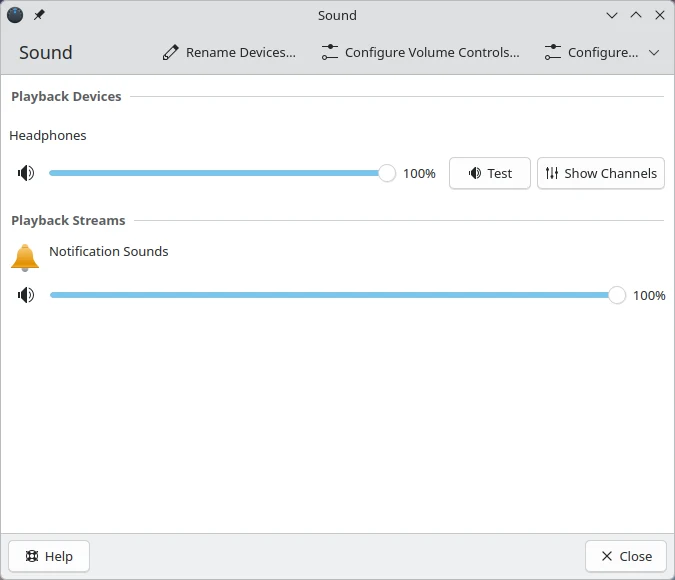 Sound
Sound Rename Devices... Configure Volume Controls... Configure...
Playback Devices
Headphones
100% Test Show Channels
Playback Streams
Notification Sounds
100%
Help Close